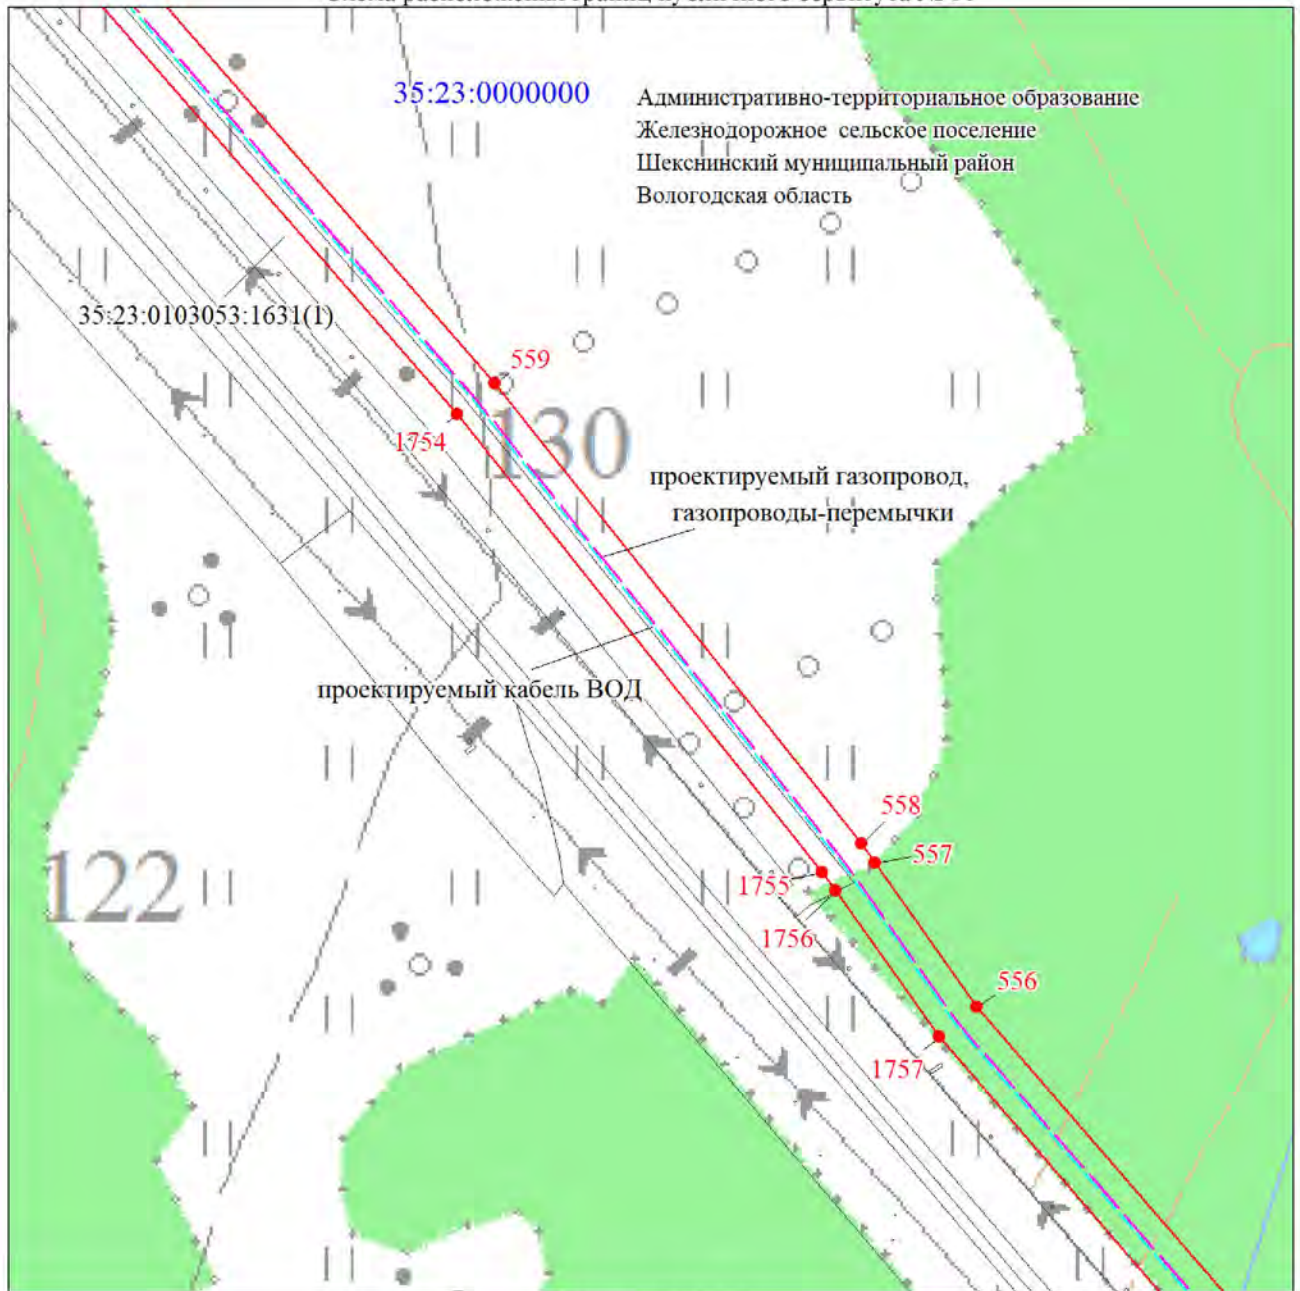 35:23:0000000
Административно-территориальное образование
Железнодорожное сельское поселение
Шекснинский муниципальный район
Вологодская область
35:23:0103053:1631(1)
559
1754
130
проектируемый газопровод,
газопроводы-перемычки
проектируемый кабель ВОД
558
557
1755
122
1756
556
1757